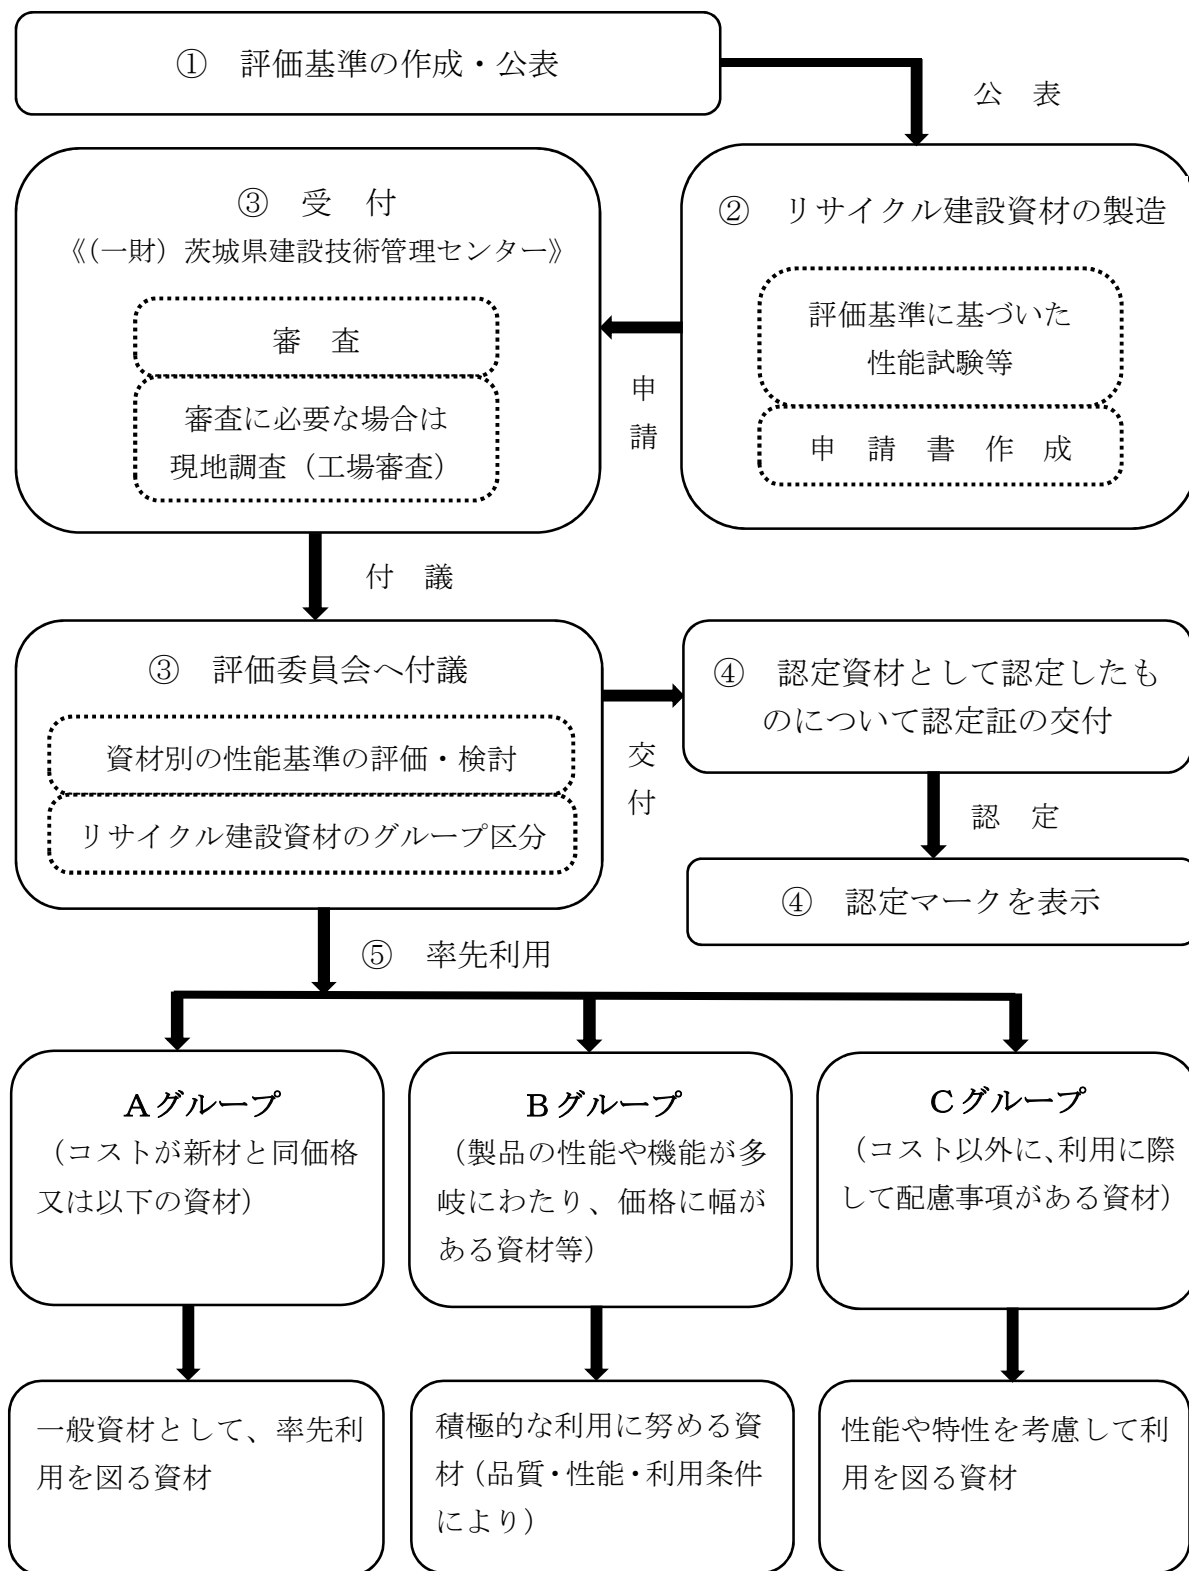 ① 評価基準の作成・公表
公 表
② リサイクル建設資材の製造
評価基準に基づいた
性能試験等
申 請 書 作 成
申
請
③ 受 付
《(一財) 茨城県建設技術管理センター》
審 査
審査に必要な場合は
現地調査（工場審査）
付 議
③ 評価委員会へ付議
資材別の性能基準の評価・検討
リサイクル建設資材のグループ区分
交
付
④ 認定資材として認定したも
のについて認定証の交付
認 定
④ 認定マークを表示
⑤ 率先利用
Ａグループ
（コストが新材と同価格
又は以下の資材）
Ｂグループ
（製品の性能や機能が多
岐にわたり、価格に幅が
ある資材等）
Ｃグループ
（コスト以外に、利用に際
して配慮事項がある資材）
一般資材として、率先利
用を図る資材
積極的な利用に努める資
材（品質・性能・利用条件
により）
性能や特性を考慮して利
用を図る資材